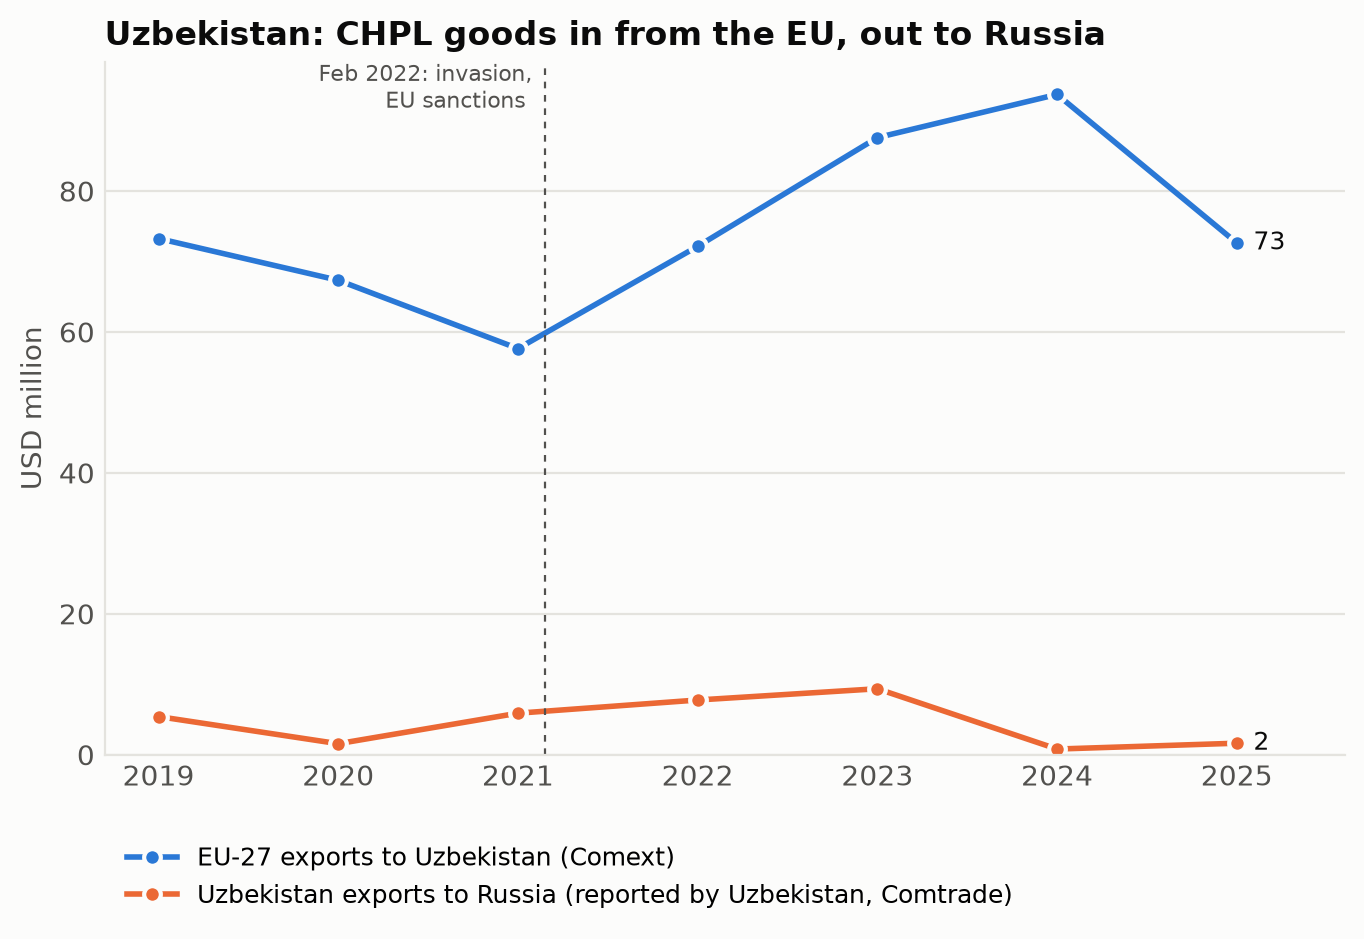 Uzbekistan: CHPL goods in from the EU, out to Russia
Feb 2022: invasion,
EU sanctions
USD million
80
60
40
20
0
73
2
2019 2020 2021 2022 2023 2024 2025
EU-27 exports to Uzbekistan (Comext)
Uzbekistan exports to Russia (reported by Uzbekistan, Comtrade)